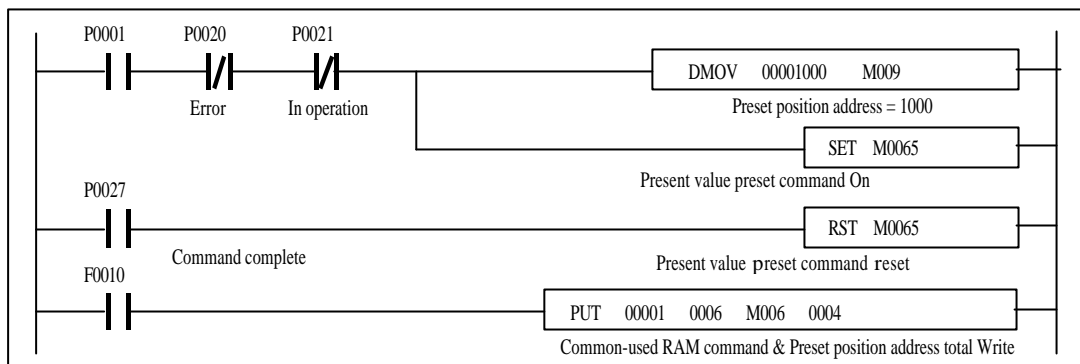 P0001 P0020 P0021
DMOV 00001000 M009
Error In operation Preset position address = 1000
SET M0065
Present value preset command On
P0027
RST M0065
Command complete Present value preset command reset
F0010
PUT 00001 0006 M006 0004
Common-used RAM command & Preset position address total Write